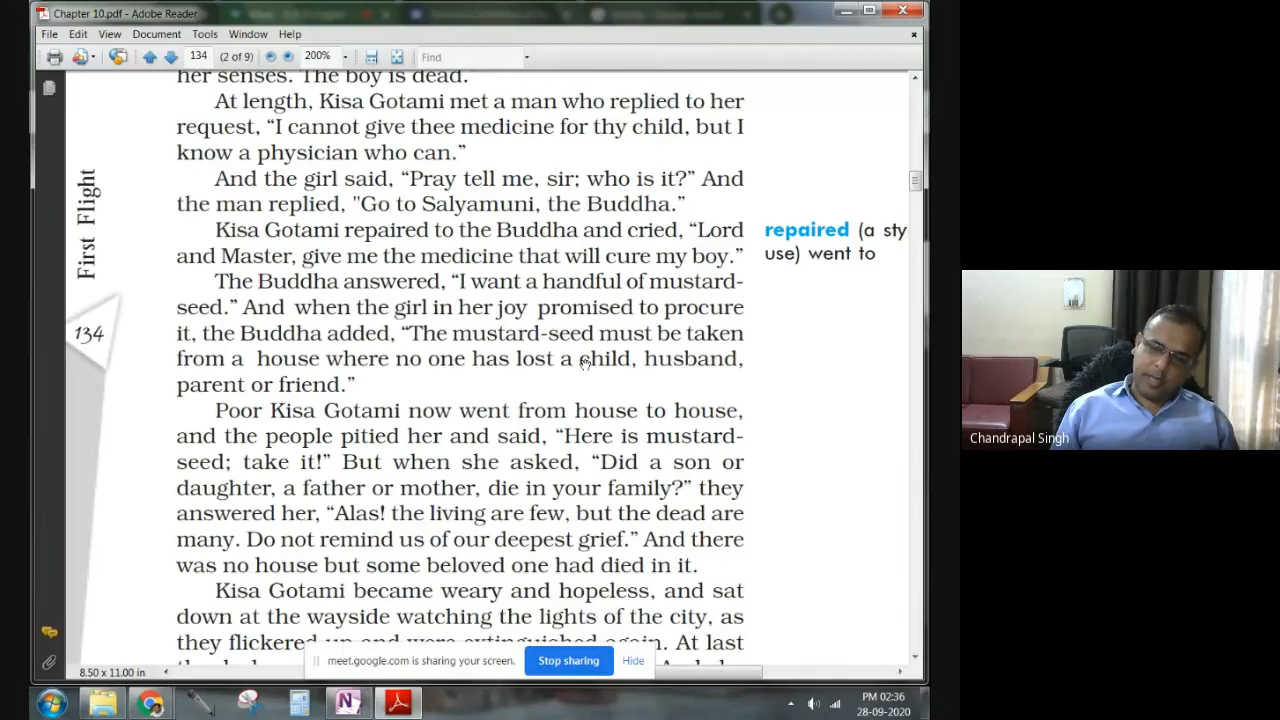 Chapter 10.pdf - Adobe Reader
File Edit View Document Tools Window Help
134 (2 of 9) 200% Find
her senses. The boy is dead."
At length, Kisa Gotami met a man who replied to her
request, “I cannot give thee medicine for thy child, but I
know a physician who can.”
And the girl said, “Pray tell me, sir; who is it?” And
the man replied, "Go to Salyamuni, the Buddha.”
Kisa Gotami repaired to the Buddha and cried, “Lord
and Master, give me the medicine that will cure my boy.”
The Buddha answered, “I want a handful of mustard-
seed.” And when the girl in her joy promised to procure
it, the Buddha added, “The mustard-seed must be taken
from a house where no one has lost a child, husband,
parent or friend.”
Poor Kisa Gotami now went from house to house,
and the people pitied her and said, “Here is mustard-
seed; take it!” But when she asked, “Did a son or
daughter, a father or mother, die in your family?” they
answered her, “Alas! the living are few, but the dead are
many. Do not remind us of our deepest grief.” And there
was no house but some beloved one had died in it.
Kisa Gotami became weary and hopeless, and sat
down at the wayside watching the lights of the city, as
they flickered up and were extinguished again. At last
repaired (a sty
use) went to
First Flight
134
Chandrapal Singh
meet.google.com is sharing your screen. Stop sharing Hide
8.50 x 11.00 in
PM 02:36
28-09-2020